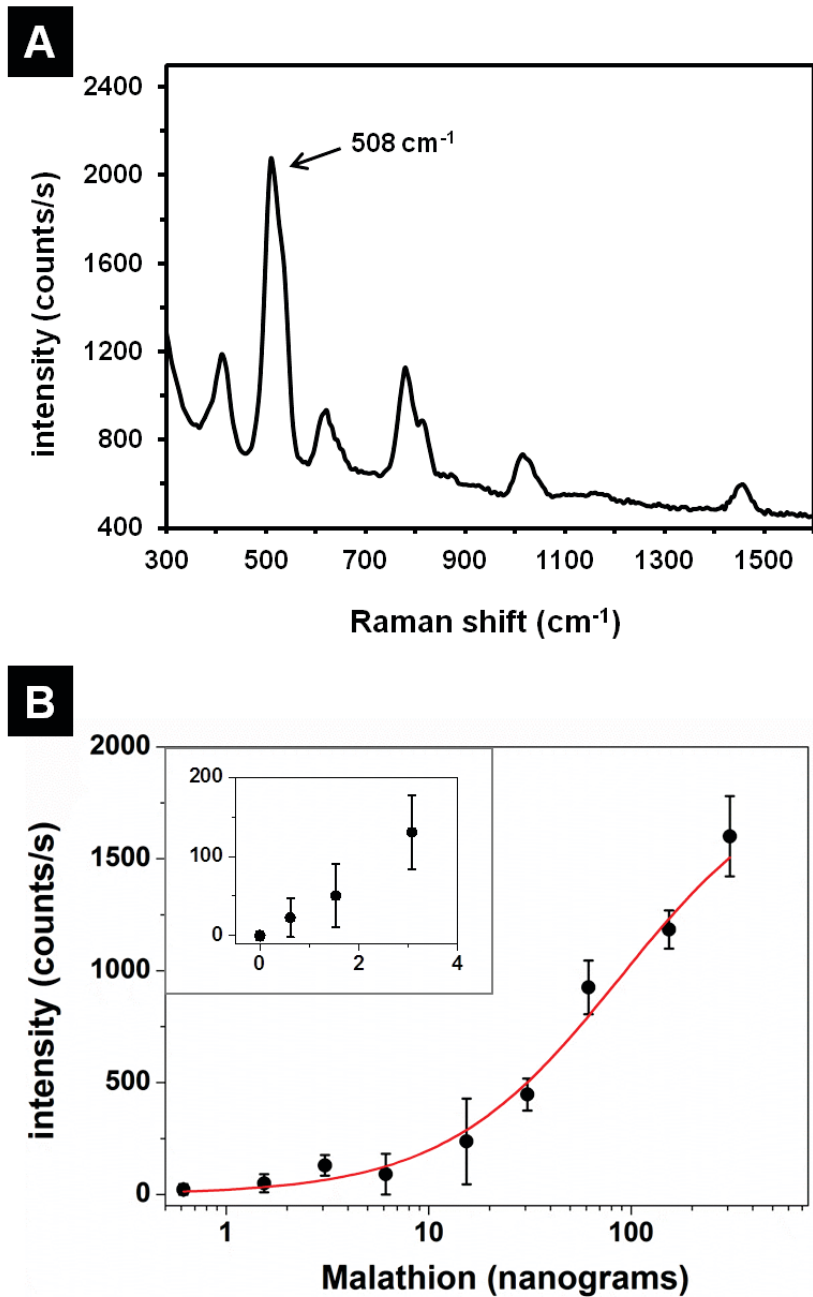 A
2400
2000
1600
1200
800
400
508 cm-1
300 500 700 900 1100 1300 1500
intensity (counts/s)
Raman shift (cm-1)
B
2000
1500
1000
500
0
200
100
0
0 2 4
1 10 100
intensity (counts/s)
Malathion (nanograms)